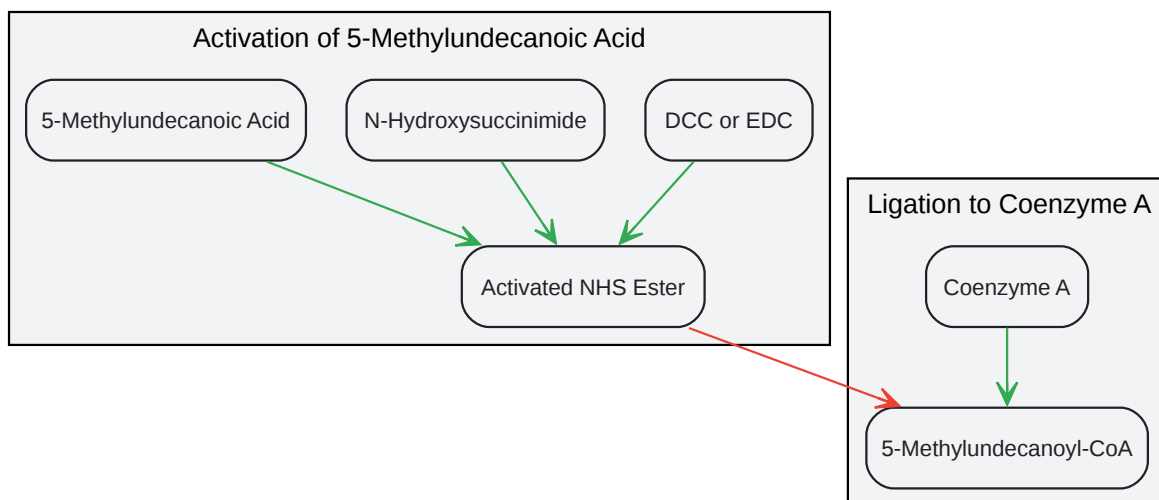 Activation of 5-Methylundecanoic Acid
5-Methylundecanoic Acid
N-Hydroxysuccinimide
DCC or EDC
Activated NHS Ester
Ligation to Coenzyme A
Coenzyme A
5-Methylundecanoyl-CoA